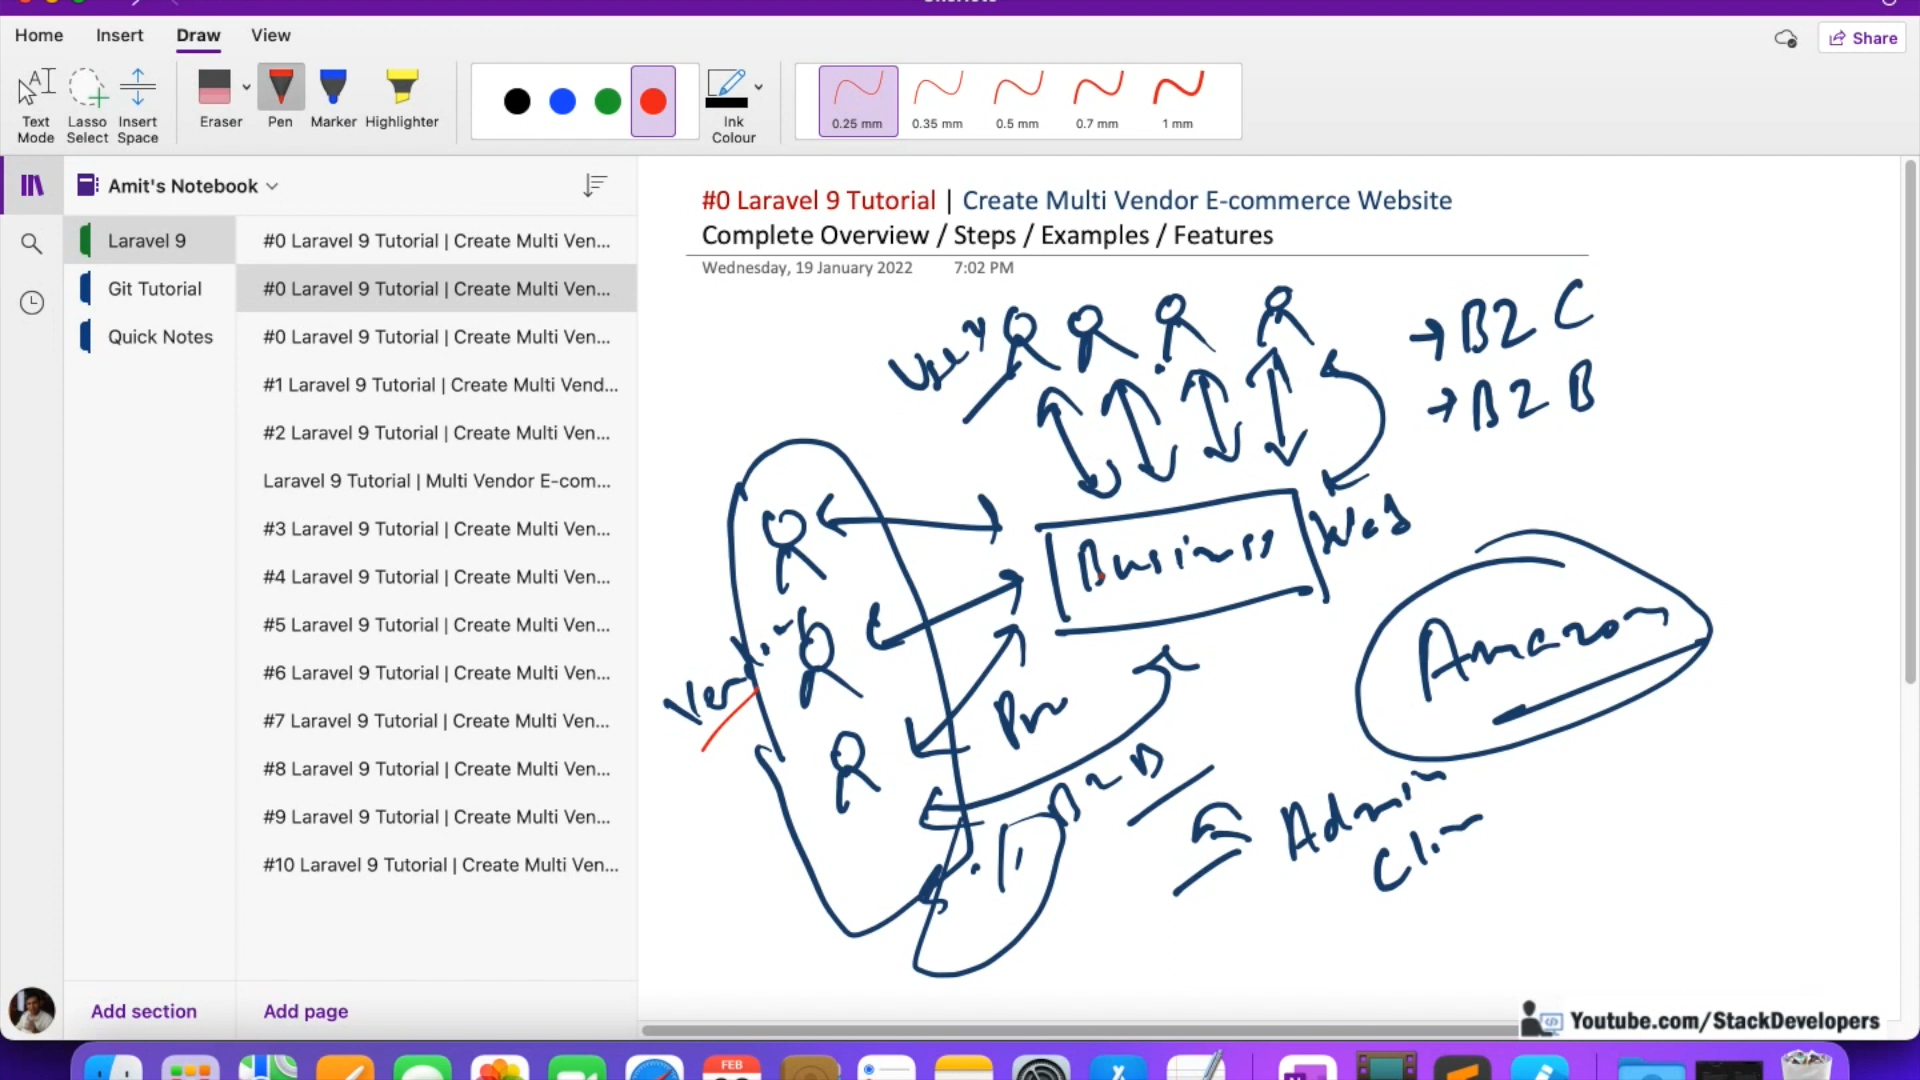 Home Insert Draw View
Share
Text Mode
Lasso Select
Insert Space
Eraser
Pen
Marker
Highlighter
Ink Colour
0.25 mm
0.35 mm
0.5 mm
0.7 mm
1 mm
Amit's Notebook
Laravel 9
Git Tutorial
Quick Notes
#0 Laravel 9 Tutorial | Create Multi Ven...
#0 Laravel 9 Tutorial | Create Multi Ven...
#0 Laravel 9 Tutorial | Create Multi Ven...
#1 Laravel 9 Tutorial | Create Multi Vend...
#2 Laravel 9 Tutorial | Create Multi Ven...
Laravel 9 Tutorial | Multi Vendor E-com...
#3 Laravel 9 Tutorial | Create Multi Ven...
#4 Laravel 9 Tutorial | Create Multi Ven...
#5 Laravel 9 Tutorial | Create Multi Ven...
#6 Laravel 9 Tutorial | Create Multi Ven...
#7 Laravel 9 Tutorial | Create Multi Ven...
#8 Laravel 9 Tutorial | Create Multi Ven...
#9 Laravel 9 Tutorial | Create Multi Ven...
#10 Laravel 9 Tutorial | Create Multi Ven...
Add section
Add page
#0 Laravel 9 Tutorial | Create Multi Vendor E-commerce Website
Complete Overview / Steps / Examples / Features
Wednesday, 19 January 2022 7:02 PM
User
B2C
B2B
Business
Amazon
B2B
Admin
Youtube.com/StackDevelopers
FEB